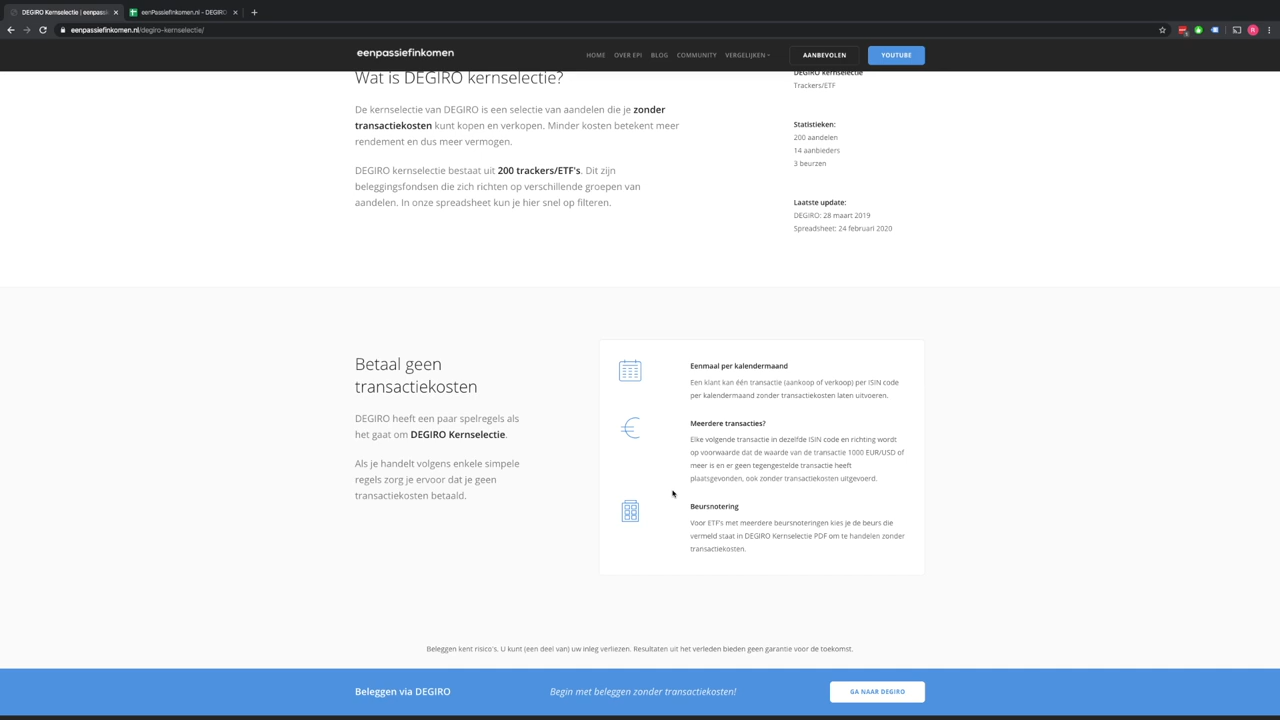 DEGIRO Kernselectie | eenpassi
eenPassiefInkomen.nl - DEGIRO
eenpassiefinkomen.nl/degiro-kernselectie/
eenpassiefinkomen
HOME
OVER EPI
BLOG
COMMUNITY
VERGELIJKEN
AANBEVOLEN
YOUTUBE
Wat is DEGIRO kernselectie?
De kernselectie van DEGIRO is een selectie van aandelen die je zonder
transactiekosten kunt kopen en verkopen. Minder kosten betekent meer
rendement en dus meer vermogen.
DEGIRO kernselectie bestaat uit 200 trackers/ETF's. Dit zijn
beleggingsfondsen die zich richten op verschillende groepen van
aandelen. In onze spreadsheet kun je hier snel op filteren.
DEGIRO kernselectie
Trackers/ETF
Statistieken:
200 aandelen
14 aanbieders
3 beurzen
Laatste update:
DEGIRO: 28 maart 2019
Spreadsheet: 24 februari 2020
Betaal geen
transactiekosten
DEGIRO heeft een paar spelregels als
het gaat om DEGIRO Kernselectie.
Als je handelt volgens enkele simpele
regels zorg je ervoor dat je geen
transactiekosten betaald.
Eenmaal per kalendermaand
Een klant kan één transactie (aankoop of verkoop) per ISIN code
per kalendermaand zonder transactiekosten laten uitvoeren.
Meerdere transacties?
Elke volgende transactie in dezelfde ISIN code en richting wordt
op voorwaarde dat de waarde van de transactie 1000 EUR/USD of
meer is en er geen tegengestelde transactie heeft
plaatsgevonden, ook zonder transactiekosten uitgevoerd.
Beursnotering
Voor ETF's met meerdere beursnoteringen kies je de beurs die
vermeld staat in DEGIRO Kernselectie PDF om te handelen zonder
transactiekosten.
Beleggen kent risico's. U kunt (een deel van) uw inleg verliezen. Resultaten uit het verleden bieden geen garantie voor de toekomst.
Beleggen via DEGIRO
Begin met beleggen zonder transactiekosten!
GA NAAR DEGIRO